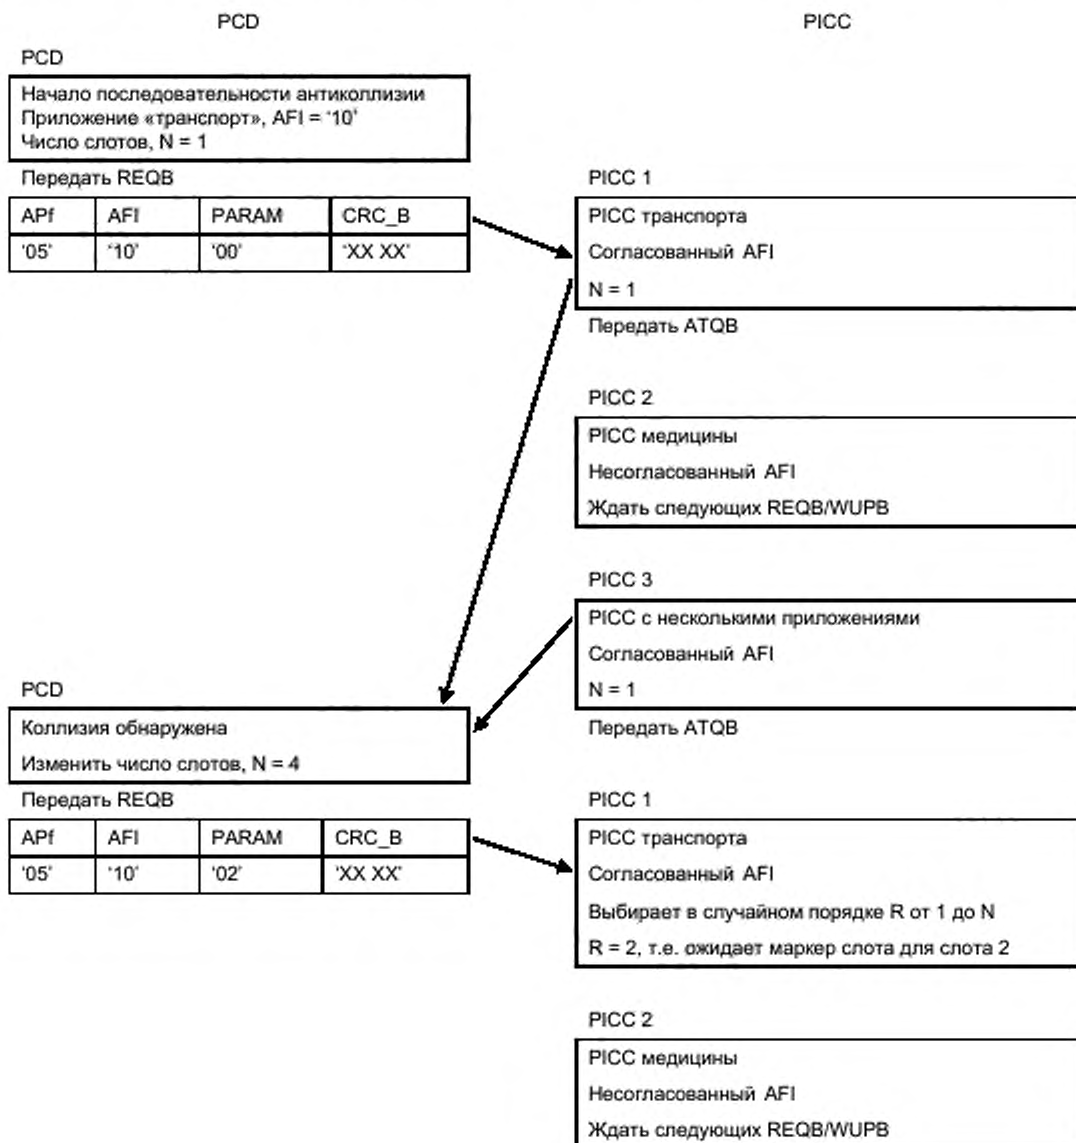 PCD
PICC
PCD
Начало последовательности антиколлизии
Приложение «транспорт», AFI = ‘10’
Число слотов, N = 1
Передать REQB
APf AFI PARAM CRC_B
‘05’ ‘10’ ‘00’ ‘XX XX’
PICC 1
PICC транспорта
Согласованный AFI
N = 1
Передать ATQB
PICC 2
PICC медицины
Несогласованный AFI
Ждать следующих REQB/WUPB
PICC 3
PICC с несколькими приложениями
Согласованный AFI
N = 1
Передать ATQB
PCD
Коллизия обнаружена
Изменить число слотов, N = 4
Передать REQB
APf AFI PARAM CRC_B
‘05’ ‘10’ ‘02’ ‘XX XX’
PICC 1
PICC транспорта
Согласованный AFI
Выбирает в случайном порядке R от 1 до N
R = 2, т.е. ожидает маркер слота для слота 2
PICC 2
PICC медицины
Несогласованный AFI
Ждать следующих REQB/WUPB